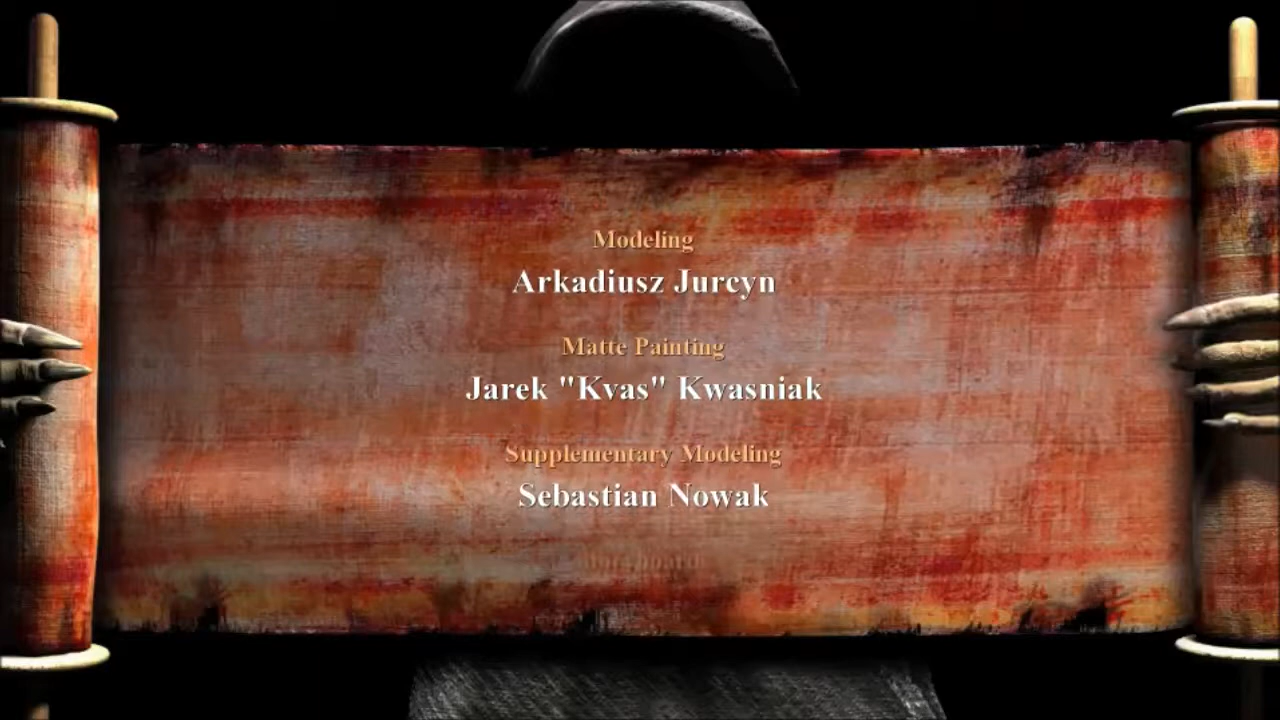 Modeling
Arkadiusz Jurcyn
Matte Painting
Jarek "Kvas" Kwasniak
Supplementary Modeling
Sebastian Nowak